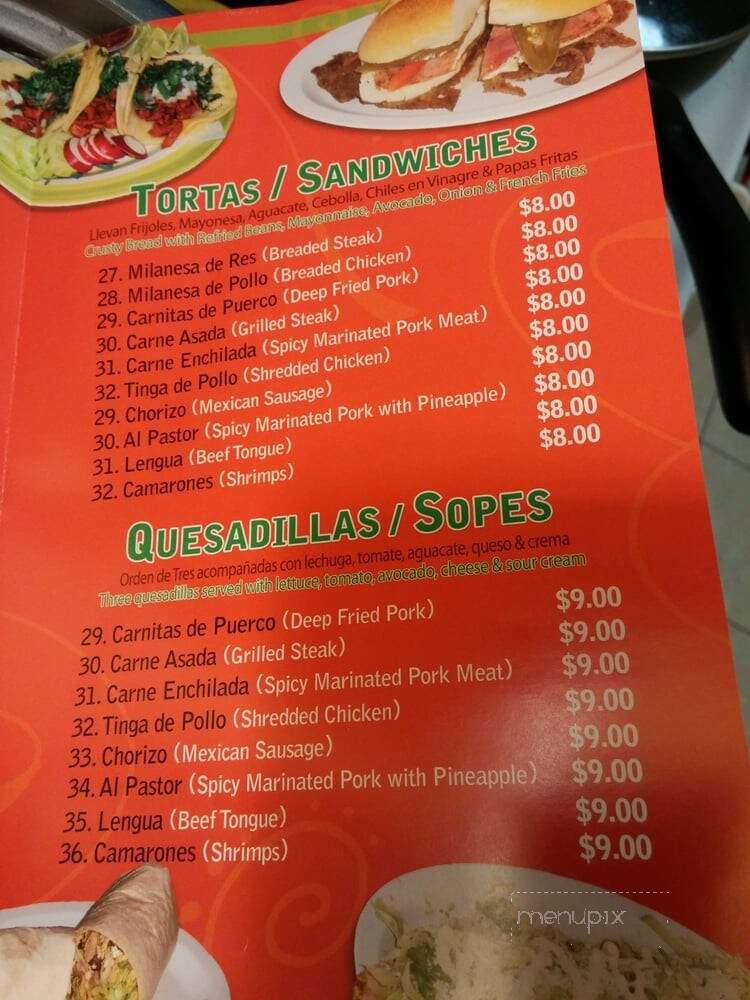 TORTAS / SANDWICHES
Llevan Frijoles, Mayonesa, Aguacate, Cebolla, Chiles en Vinagre & Papas Fritas
Crusty Bread with Refried Beans, Mayonnaise, Avocado, Onion & French Fries
27. Milanesa de Res (Breaded Steak) $8.00
28. Milanesa de Pollo (Breaded Chicken) $8.00
29. Carnitas de Puerco (Deep Fried Pork) $8.00
30. Carne Asada (Grilled Steak) $8.00
31. Carne Enchilada (Spicy Marinated Pork Meat) $8.00
32. Tinga de Pollo (Shredded Chicken) $8.00
29. Chorizo (Mexican Sausage) $8.00
30. Al Pastor (Spicy Marinated Pork with Pineapple) $8.00
31. Lengua (Beef Tongue) $8.00
32. Camarones (Shrimps) $8.00
QUESADILLAS / SOPES
Orden de Tres acompañadas con lechuga, tomate, aguacate, queso & crema
Three quesadillas served with lettuce, tomato, avocado, cheese & sour cream
29. Carnitas de Puerco (Deep Fried Pork) $9.00
30. Carne Asada (Grilled Steak) $9.00
31. Carne Enchilada (Spicy Marinated Pork Meat) $9.00
32. Tinga de Pollo (Shredded Chicken) $9.00
33. Chorizo (Mexican Sausage) $9.00
34. Al Pastor (Spicy Marinated Pork with Pineapple) $9.00
35. Lengua (Beef Tongue) $9.00
36. Camarones (Shrimps) $9.00
menupix